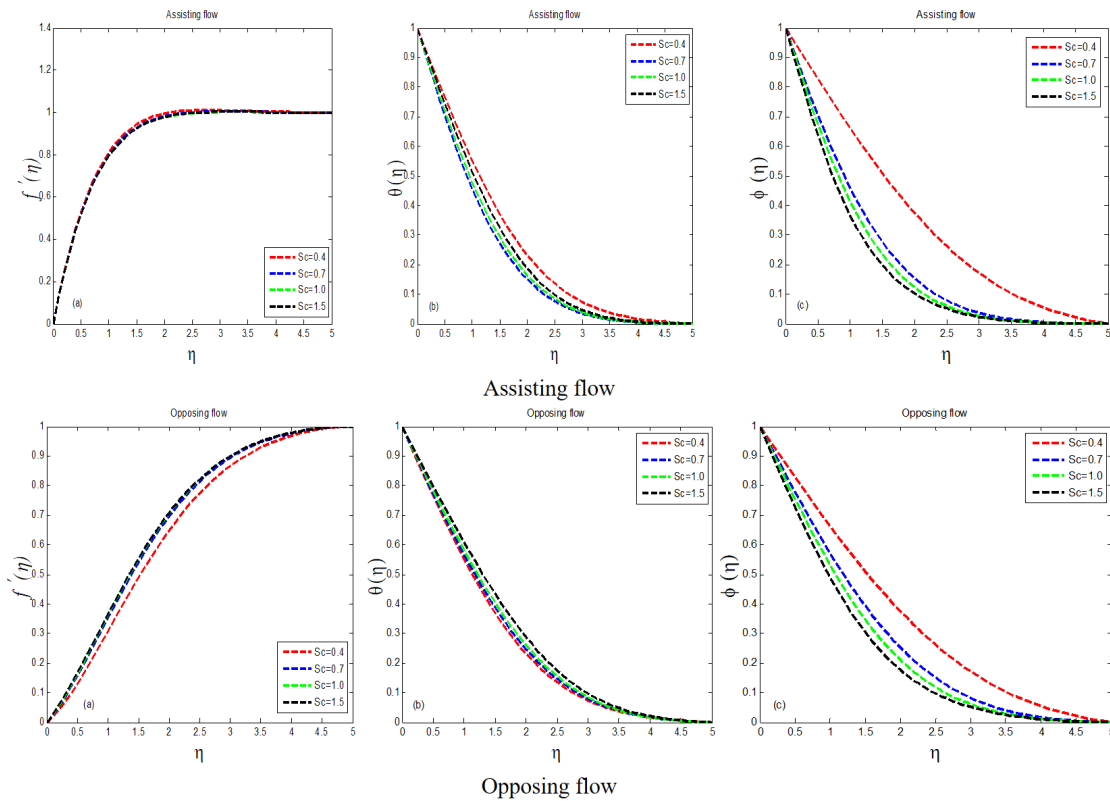 Assisting flow
1.4
1.2
1
0.8
0.6
0.4
0.2
0
f′(η)
(a)
Sc=0.4
Sc=0.7
Sc=1.0
Sc=1.5
0 0.5 1 1.5 2 2.5 3 3.5 4 4.5 5
η
Assisting flow
1
0.9
0.8
0.7
0.6
0.5
0.4
0.3
0.2
0.1
0
θ(η)
(b)
Sc=0.4
Sc=0.7
Sc=1.0
Sc=1.5
0 0.5 1 1.5 2 2.5 3 3.5 4 4.5 5
η
Assisting flow
1
0.9
0.8
0.7
0.6
0.5
0.4
0.3
0.2
0.1
0
ϕ(η)
(c)
Sc=0.4
Sc=0.7
Sc=1.0
Sc=1.5
0 0.5 1 1.5 2 2.5 3 3.5 4 4.5 5
η
Assisting flow
Opposing flow
1
0.9
0.8
0.7
0.6
0.5
0.4
0.3
0.2
0.1
0
f′(η)
(a)
Sc=0.4
Sc=0.7
Sc=1.0
Sc=1.5
0 0.5 1 1.5 2 2.5 3 3.5 4 4.5 5
η
Opposing flow
1
0.9
0.8
0.7
0.6
0.5
0.4
0.3
0.2
0.1
0
θ(η)
(b)
Sc=0.4
Sc=0.7
Sc=1.0
Sc=1.5
0 0.5 1 1.5 2 2.5 3 3.5 4 4.5 5
η
Opposing flow
1
0.9
0.8
0.7
0.6
0.5
0.4
0.3
0.2
0.1
0
ϕ(η)
(c)
Sc=0.4
Sc=0.7
Sc=1.0
Sc=1.5
0 0.5 1 1.5 2 2.5 3 3.5 4 4.5 5
η
Opposing flow